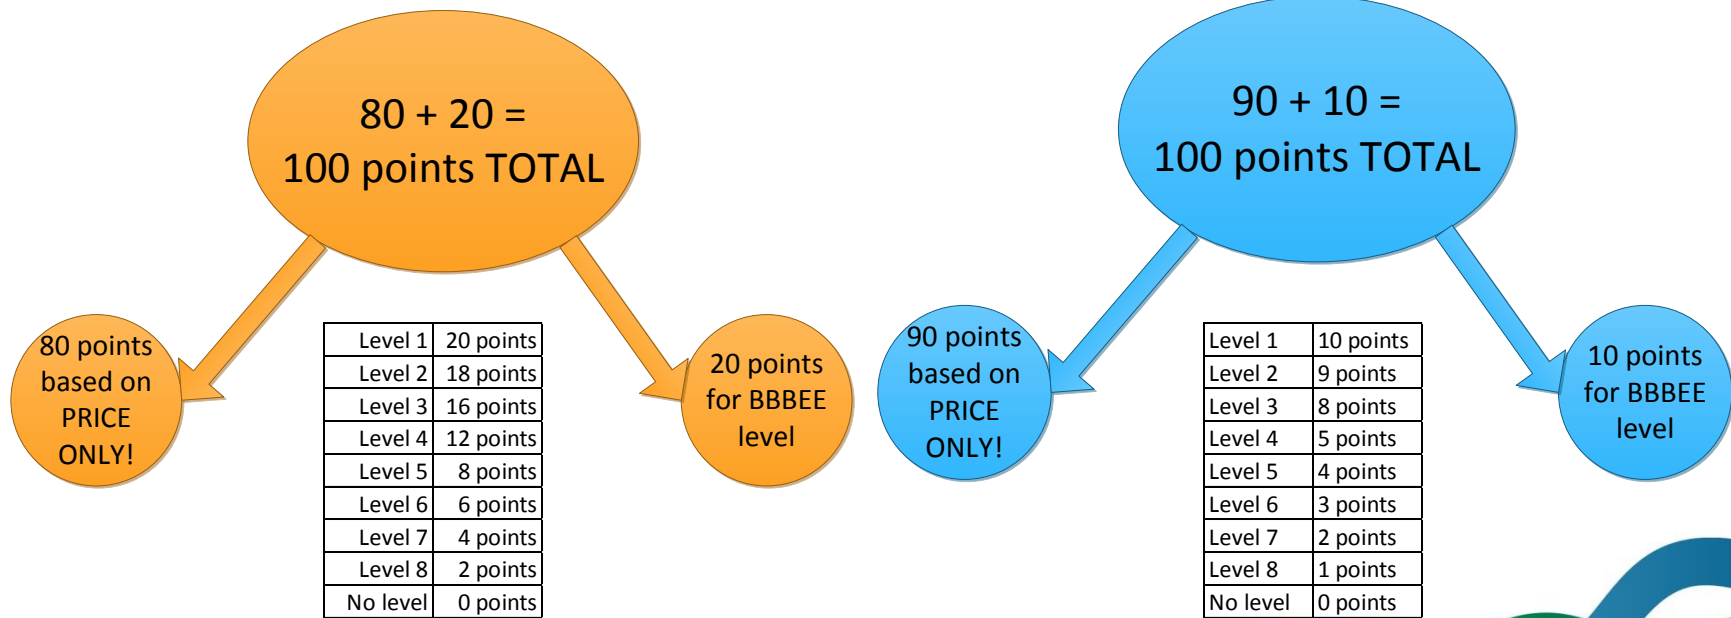 80 + 20 =
100 points TOTAL
80 points
based on
PRICE
ONLY!
Level 1 20 points
Level 2 18 points
Level 3 16 points
Level 4 12 points
Level 5 8 points
Level 6 6 points
Level 7 4 points
Level 8 2 points
No level 0 points
20 points
for BBBEE
level
90 + 10 =
100 points TOTAL
90 points
based on
PRICE
ONLY!
Level 1 10 points
Level 2 9 points
Level 3 8 points
Level 4 5 points
Level 5 4 points
Level 6 3 points
Level 7 2 points
Level 8 1 points
No level 0 points
10 points
for BBBEE
level